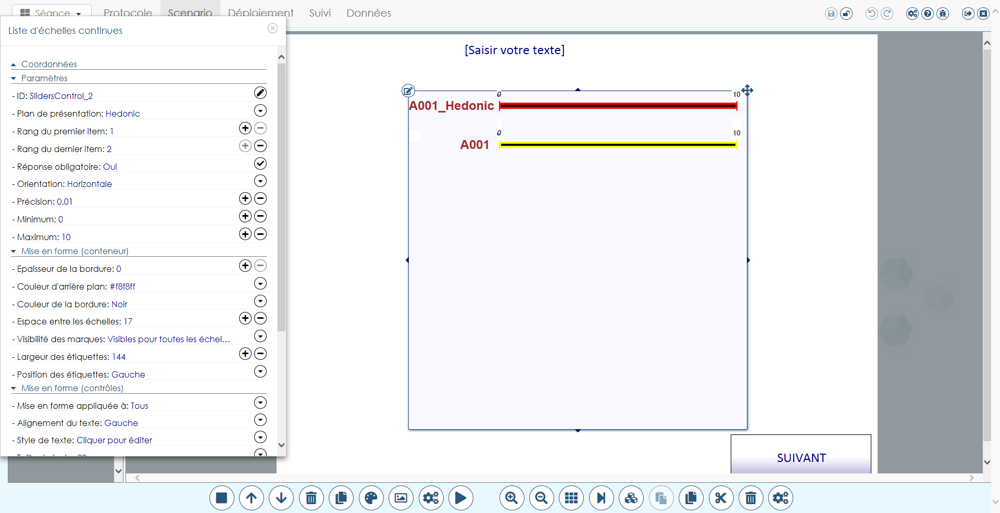 Séance
Protocole
Scenario
Déploiement
Suivi
Données
Liste d'échelles continues
Coordonnées
Paramètres
- ID: SlidersControl_2
- Plan de présentation: Hedonic
- Rang du premier item: 1
- Rang du dernier item: 2
- Réponse obligatoire: Oui
- Orientation: Horizontale
- Précision: 0.01
- Minimum: 0
- Maximum: 10
Mise en forme (conteneur)
- Epaisseur de la bordure: 0
- Couleur d'arrière plan: #f8f8ff
- Couleur de la bordure: Noir
- Espace entre les échelles: 17
- Visibilité des marques: Visibles pour toutes les échel...
- Largeur des étiquettes: 144
- Position des étiquettes: Gauche
Mise en forme (contrôles)
- Mise en forme appliquée à: Tous
- Alignement du texte: Gauche
- Style de texte: Cliquer pour éditer
[Saisir votre texte]
0 10
A001_Hedonic
0 10
A001
SUIVANT